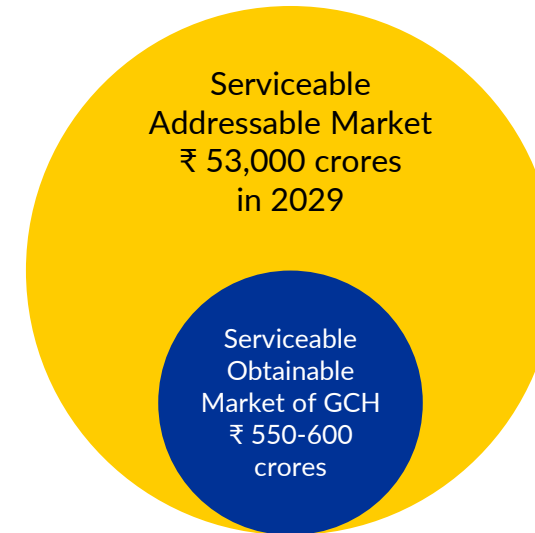 Serviceable
Addressable Market
₹ 53,000 crores
in 2029
Serviceable
Obtainable
Market of GCH
₹ 550-600
crores